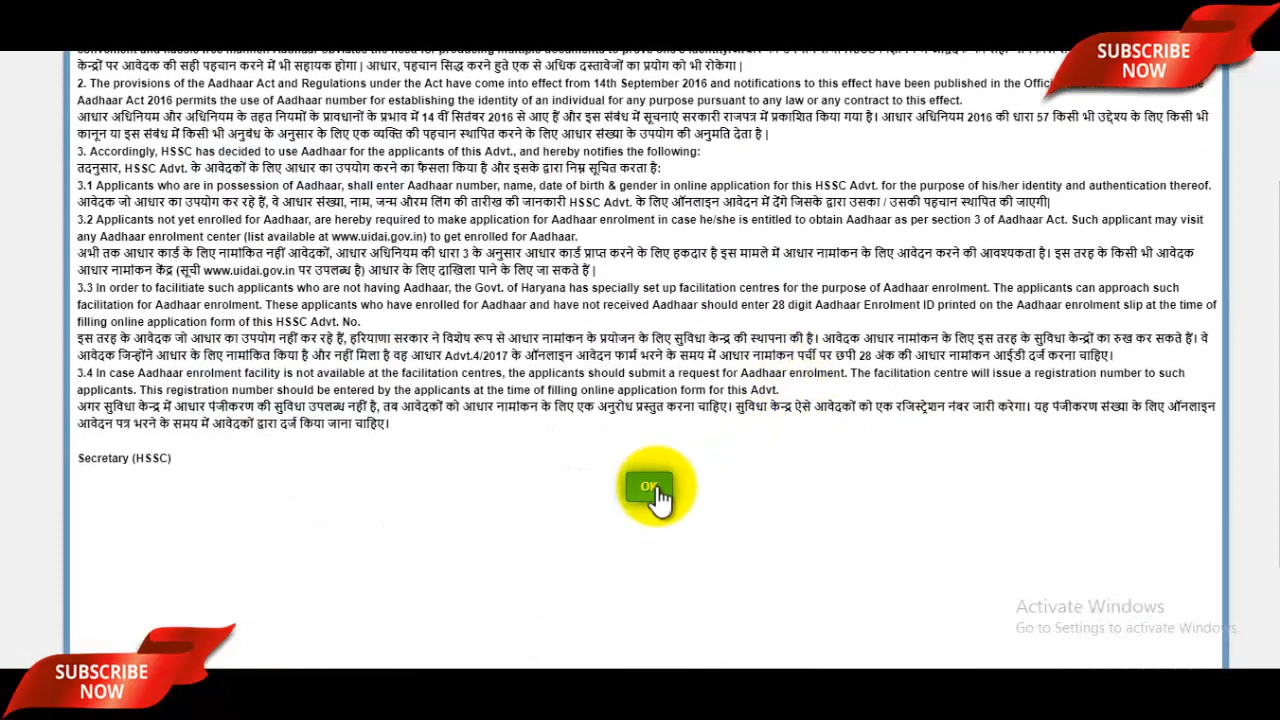 SUBSCRIBE
NOW
केन्द्रों पर आवेदक की सही पहचान करने में भी सहायक होगा | आधार, पहचान सिद्ध करने हुते एक से अधिक दस्तावेजों का प्रयोग को भी रोकेगा |
2. The provisions of the Aadhaar Act and Regulations under the Act have come into effect from 14th September 2016 and notifications to this effect have been published in the
Aadhaar Act 2016 permits the use of Aadhaar number for establishing the identity of an individual for any purpose pursuant to any law or any contract to this effect.
आधार अधिनियम और अधिनियम के तहत नियमों के प्रावधानों के प्रभाव में 14 वीं सितंबर 2016 से आए हैं और इस संबंध में सूचनाएं सरकारी राजपत्र में प्रकाशित किया गया है। आधार अधिनियम 2016 की धारा 57 किसी भी उद्देश्य के लिए किसी भी
कानून या इस संबंध में किसी भी अनुबंध के अनुसार के लिए एक व्यक्ति की पहचान स्थापित करने के लिए आधार संख्या के उपयोग की अनुमति देता है |
3. Accordingly, HSSC has decided to use Aadhaar for the applicants of this Advt., and hereby notifies the following:
तदनुसार, HSSC Advt. के आवेदकों के लिए आधार का उपयोग करने का फैसला किया है और इसके द्वारा निम्न सूचित करता है:
3.1 Applicants who are in possession of Aadhaar, shall enter Aadhaar number, name, date of birth & gender in online application for this HSSC Advt. for the purpose of his/her identity and authentication thereof.
आवेदक जो आधार का उपयोग कर रहे हैं, वे आधार संख्या, नाम, जन्म औरम लिंग की तारीख की जानकारी HSSC Advt. के लिए ऑनलाइन आवेदन में देंगे जिसके द्वारा उसका / उसकी पहचान स्थापित की जाएगी|
3.2 Applicants not yet enrolled for Aadhaar, are hereby required to make application for Aadhaar enrolment in case he/she is entitled to obtain Aadhaar as per section 3 of Aadhaar Act. Such applicant may visit
any Aadhaar enrolment center (list available at www.uidai.gov.in) to get enrolled for Aadhaar.
अभी तक आधार कार्ड के लिए नामांकित नहीं आवेदकों, आधार अधिनियम की धारा 3 के अनुसार आधार कार्ड प्राप्त करने के लिए हकदार है इस मामले में आधार नामांकन के लिए आवेदन करने की आवश्यकता है। इस तरह के किसी भी आवेदक
आधार नामांकन केंद्र (सूची www.uidai.gov.in पर उपलब्ध है) आधार के लिए दाखिला पाने के लिए जा सकते हैं |
3.3 In order to facilitiate such applicants who are not having Aadhaar, the Govt. of Haryana has specially set up facilitation centres for the purpose of Aadhaar enrolment. The applicants can approach such
facilitation for Aadhaar enrolment. These applicants who have enrolled for Aadhaar and have not received Aadhaar should enter 28 digit Aadhaar Enrolment ID printed on the Aadhaar enrolment slip at the time of
filling online application form of this HSSC Advt. No.
इस तरह के आवेदक जो आधार का उपयोग नहीं कर रहे हैं, हरियाणा सरकार ने विशेष रूप से आधार नामांकन के प्रयोजन के लिए सुविधा केन्द्र की स्थापना की है। आवेदक आधार नामांकन के लिए इस तरह के सुविधा केन्द्रों का रुख कर सकते हैं। वे
आवेदक जिन्होंने आधार के लिए नामांकित किया है और नहीं मिला है वह आधार Advt.4/2017 के ऑनलाइन आवेदन फार्म भरने के समय में आधार नामांकन पर्ची पर छपी 28 अंक की आधार नामांकन आईडी दर्ज करना चाहिए।
3.4 In case Aadhaar enrolment facility is not available at the facilitation centres, the applicants should submit a request for Aadhaar enrolment. The facilitation centre will issue a registration number to such
applicants. This registration number should be entered by the applicants at the time of filling online application form for this Advt.
अगर सुविधा केन्द्र में आधार पंजीकरण की सुविधा उपलब्ध नहीं है, तब आवेदकों को आधार नामांकन के लिए एक अनुरोध प्रस्तुत करना चाहिए। सुविधा केन्द्र ऐसे आवेदकों को एक रजिस्ट्रेशन नंबर जारी करेगा। यह पंजीकरण संख्या के लिए ऑनलाइन
आवेदन पत्र भरने के समय में आवेदकों द्वारा दर्ज किया जाना चाहिए।
Secretary (HSSC)
OK
Activate Windows
Go to Settings to activate Windows.
SUBSCRIBE
NOW